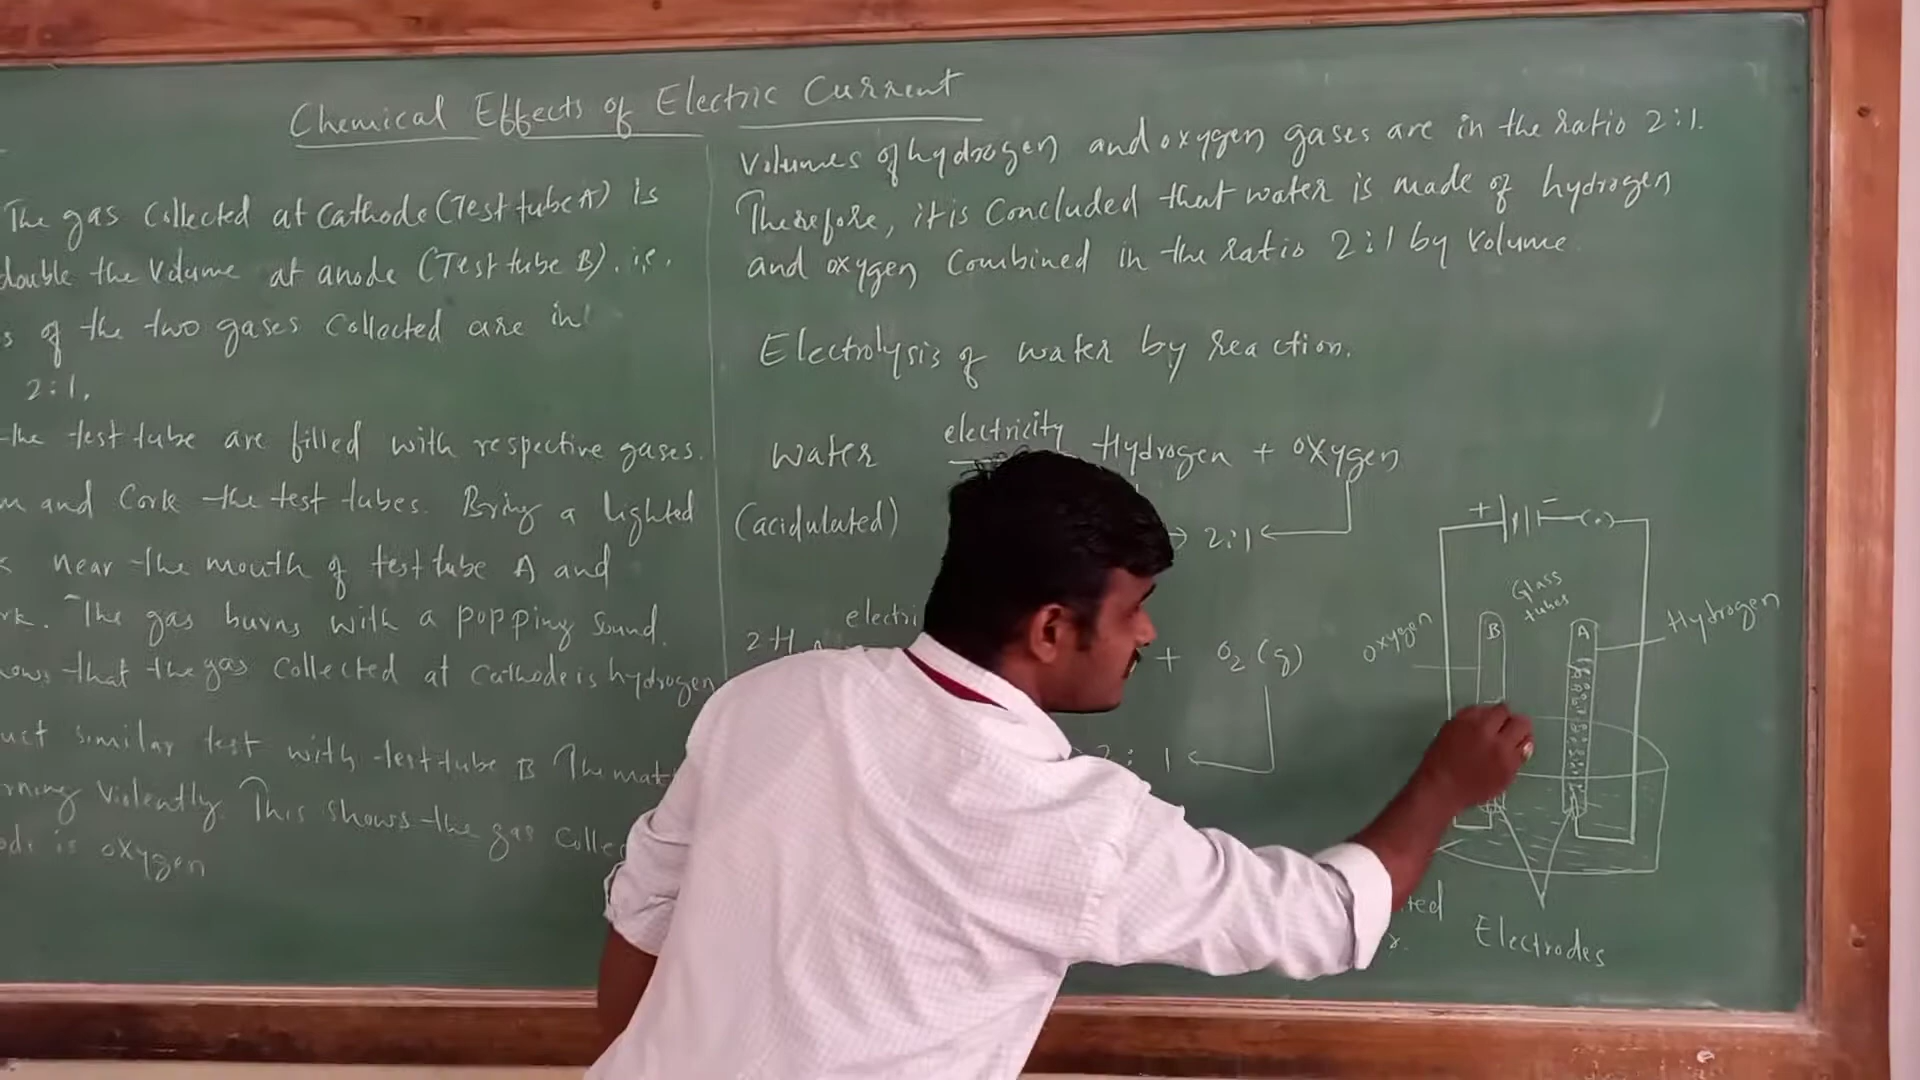 Chemical Effects of Electric Current
The gas Collected at Cathode (Test tube A) is
double the Volume at anode (Test tube B). i.e.
of the two gases Collected are in
2:1.
the test tube are filled with respective gases.
and Cork the test tubes. Bring a lighted
near the mouth of test tube A and
The gas burns with a popping Sound.
that the gas Collected at Cathode is hydrogen
similar test with test tube B The
Violently. This shows the gas
is oxygen
Volumes of hydrogen and oxygen gases are in the ratio 2:1.
Therefore, it is Concluded that water is made of hydrogen
and oxygen Combined in the ratio 2:1 by Volume
Electrolysis of water by reaction.
electricity
Water Hydrogen + Oxygen
(acidulated) 2:1
electri
2H + O₂(g)
2 : 1
+ −
(.)
Glass
tubes
Oxygen
B
A
Hydrogen
Electrodes